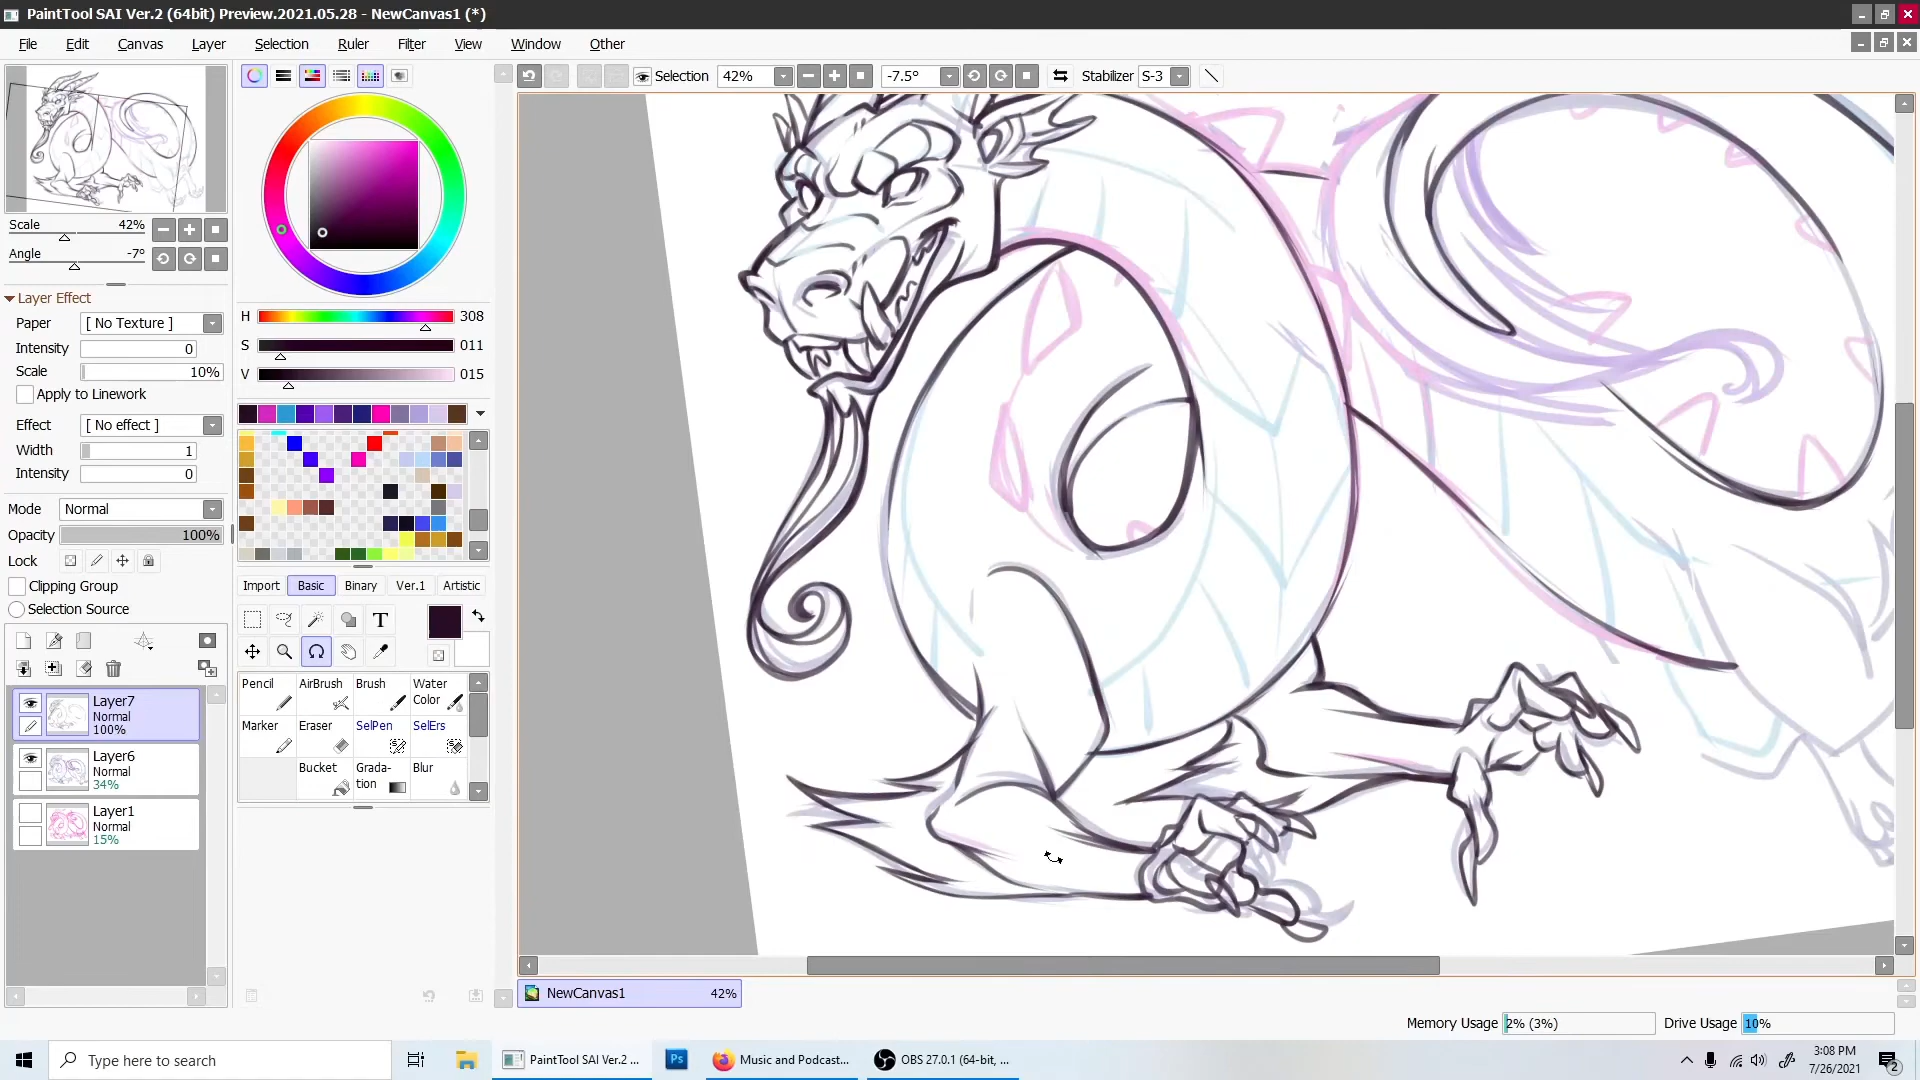 PaintTool SAI Ver.2 (64bit) Preview.2021.05.28 - NewCanvas1 (*)
File Edit Canvas Layer Selection Ruler Filter View Window Other
Selection 42% -7.5° Stabilizer S-3
Scale 42%
Angle -7°
Layer Effect
Paper [ No Texture ]
Intensity 0
Scale 10%
Apply to Linework
Effect [ No effect ]
Width 1
Intensity 0
Mode Normal
Opacity 100%
Lock
Clipping Group
Selection Source
Layer7
Normal
100%
Layer6
Normal
34%
Layer1
Normal
15%
H 308
S 011
V 015
Import Basic Binary Ver.1 Artistic
T
Pencil AirBrush Brush Water Color
Marker Eraser SelPen SelErs
Bucket Grada-tion Blur
NewCanvas1 42%
Memory Usage 2% (3%) Drive Usage 10%
Type here to search
PaintTool SAI Ver.2 ...
Ps
Music and Podcast...
OBS 27.0.1 (64-bit, ...
3:08 PM
7/26/2021
2